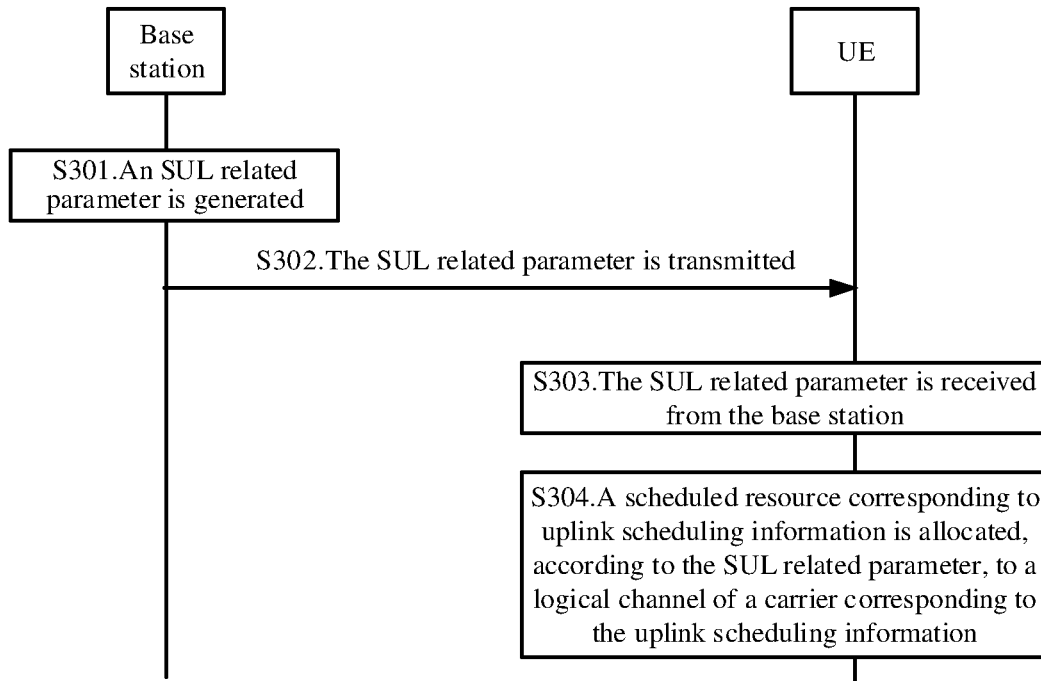 Base
station
UE
S301.An SUL related
parameter is generated
S302.The SUL related parameter is transmitted
S303.The SUL related parameter is received
from the base station
S304.A scheduled resource corresponding to
uplink scheduling information is allocated,
according to the SUL related parameter, to a
logical channel of a carrier corresponding to
the uplink scheduling information